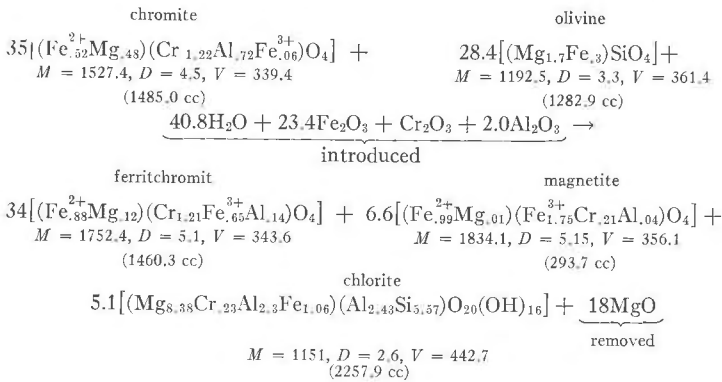 chromite olivine
35[(Fe²⁺.₅₂Mg.₄₈)(Cr ₁.₂₂Al.₇₂Fe³⁺.₀₆)O₄] + 28.4[(Mg₁.₇Fe.₃)SiO₄]+
M = 1527.4, D = 4.5, V = 339.4 M = 1192.5, D = 3.3, V = 361.4
(1485.0 cc) (1282.9 cc)
40.8H₂O + 23.4Fe₂O₃ + Cr₂O₃ + 2.0Al₂O₃ →
introduced
ferritchromit magnetite
34[(Fe²⁺.₈₈Mg.₁₂)(Cr₁.₂₁Fe³⁺.₆₅Al.₁₄)O₄] + 6.6[(Fe²⁺.₉₉Mg.₀₁)(Fe³⁺₁.₇₅Cr.₂₁Al.₀₄)O₄] +
M = 1752.4, D = 5.1, V = 343.6 M = 1834.1, D = 5.15, V = 356.1
(1460.3 cc) (293.7 cc)
chlorite
5.1[(Mg₈.₃₈Cr.₂₃Al₂.₃Fe₁.₀₆)(Al₂.₄₃Si₅.₅₇)O₂₀(OH)₁₆] + 18MgO
removed
M = 1151, D = 2.6, V = 442.7
(2257.9 cc)